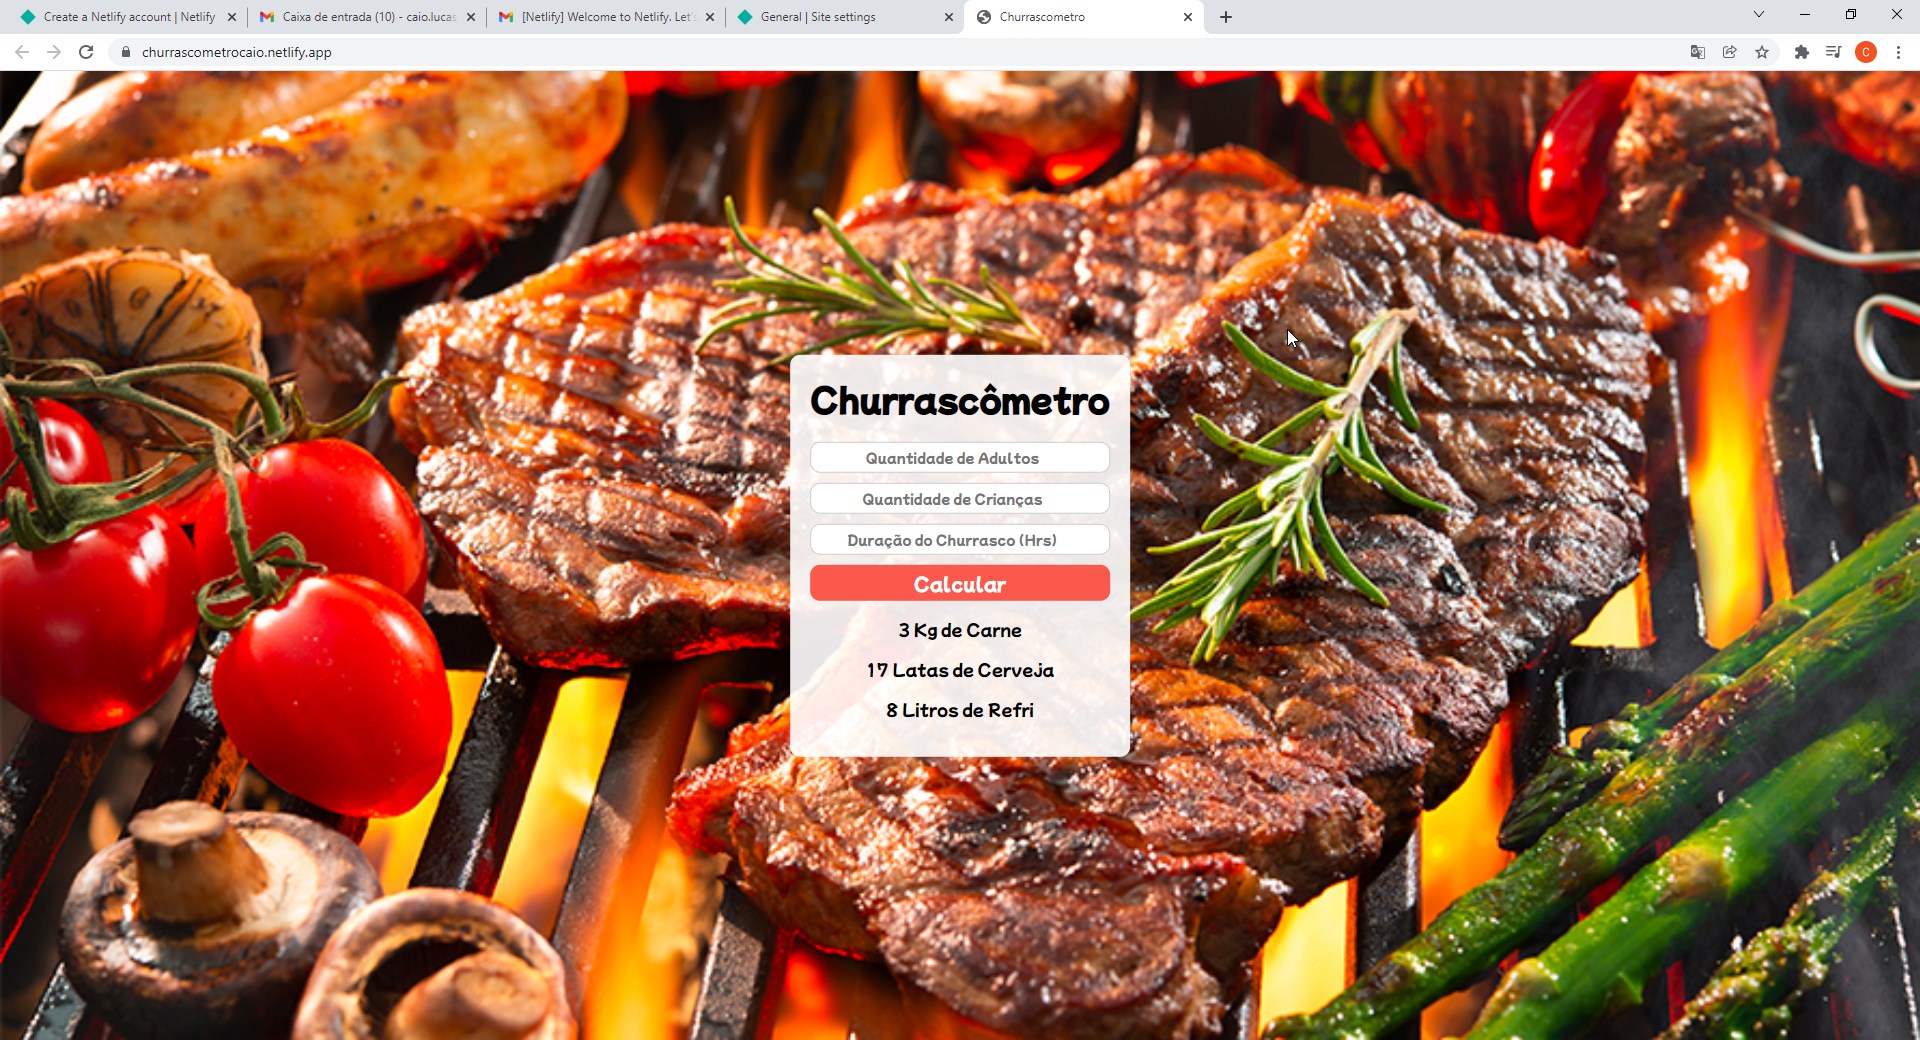 Create a Netlify account | Netlify
Caixa de entrada (10) - caio.lucas
[Netlify] Welcome to Netlify. Let's
General | Site settings
Churrascometro
churrascometrocaio.netlify.app
C
Churrascômetro
Quantidade de Adultos
Quantidade de Crianças
Duração do Churrasco (Hrs)
Calcular
3 Kg de Carne
17 Latas de Cerveja
8 Litros de Refri